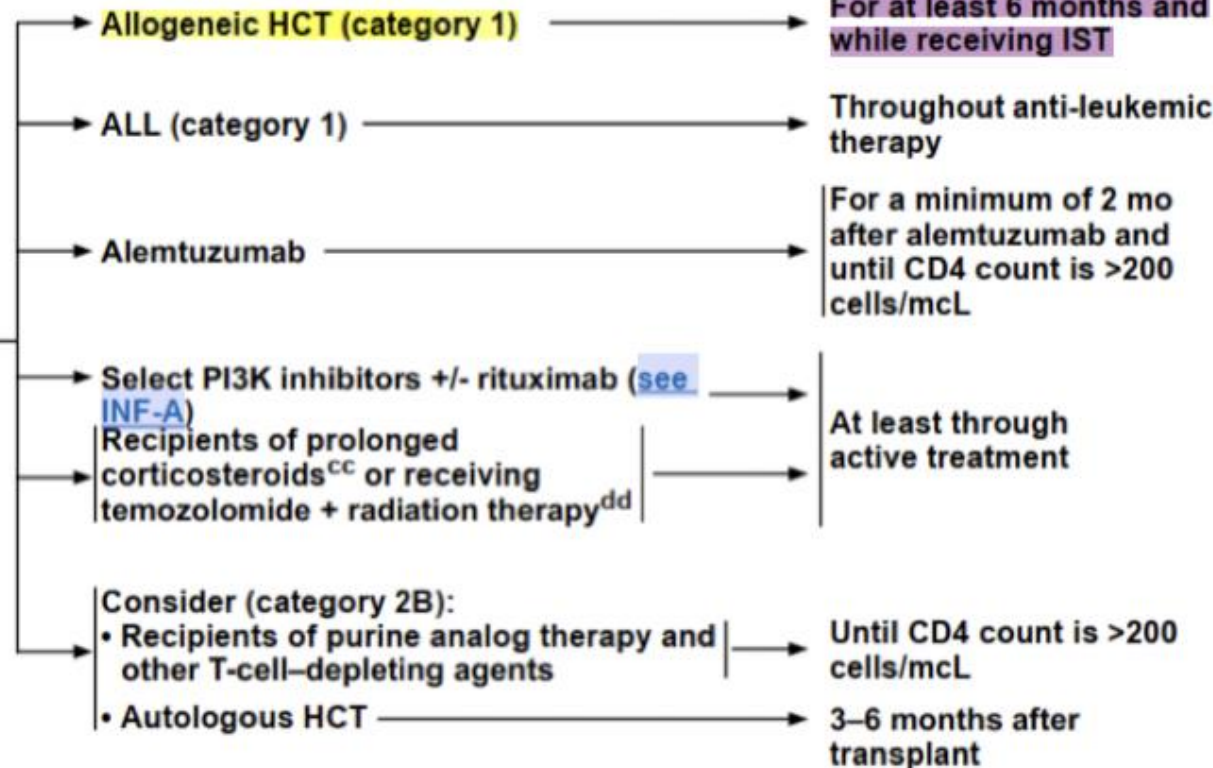 Allogeneic HCT (category 1)
For at least 6 months and
while receiving IST
ALL (category 1)
Throughout anti-leukemic
therapy
Alemtuzumab
For a minimum of 2 mo
after alemtuzumab and
until CD4 count is >200
cells/mcL
Select PI3K inhibitors +/- rituximab (see
INF-A)
Recipients of prolonged
corticosteroidscc or receiving
temozolomide + radiation therapydd
At least through
active treatment
Consider (category 2B):
• Recipients of purine analog therapy and
other T-cell–depleting agents
Until CD4 count is >200
cells/mcL
• Autologous HCT
3–6 months after
transplant